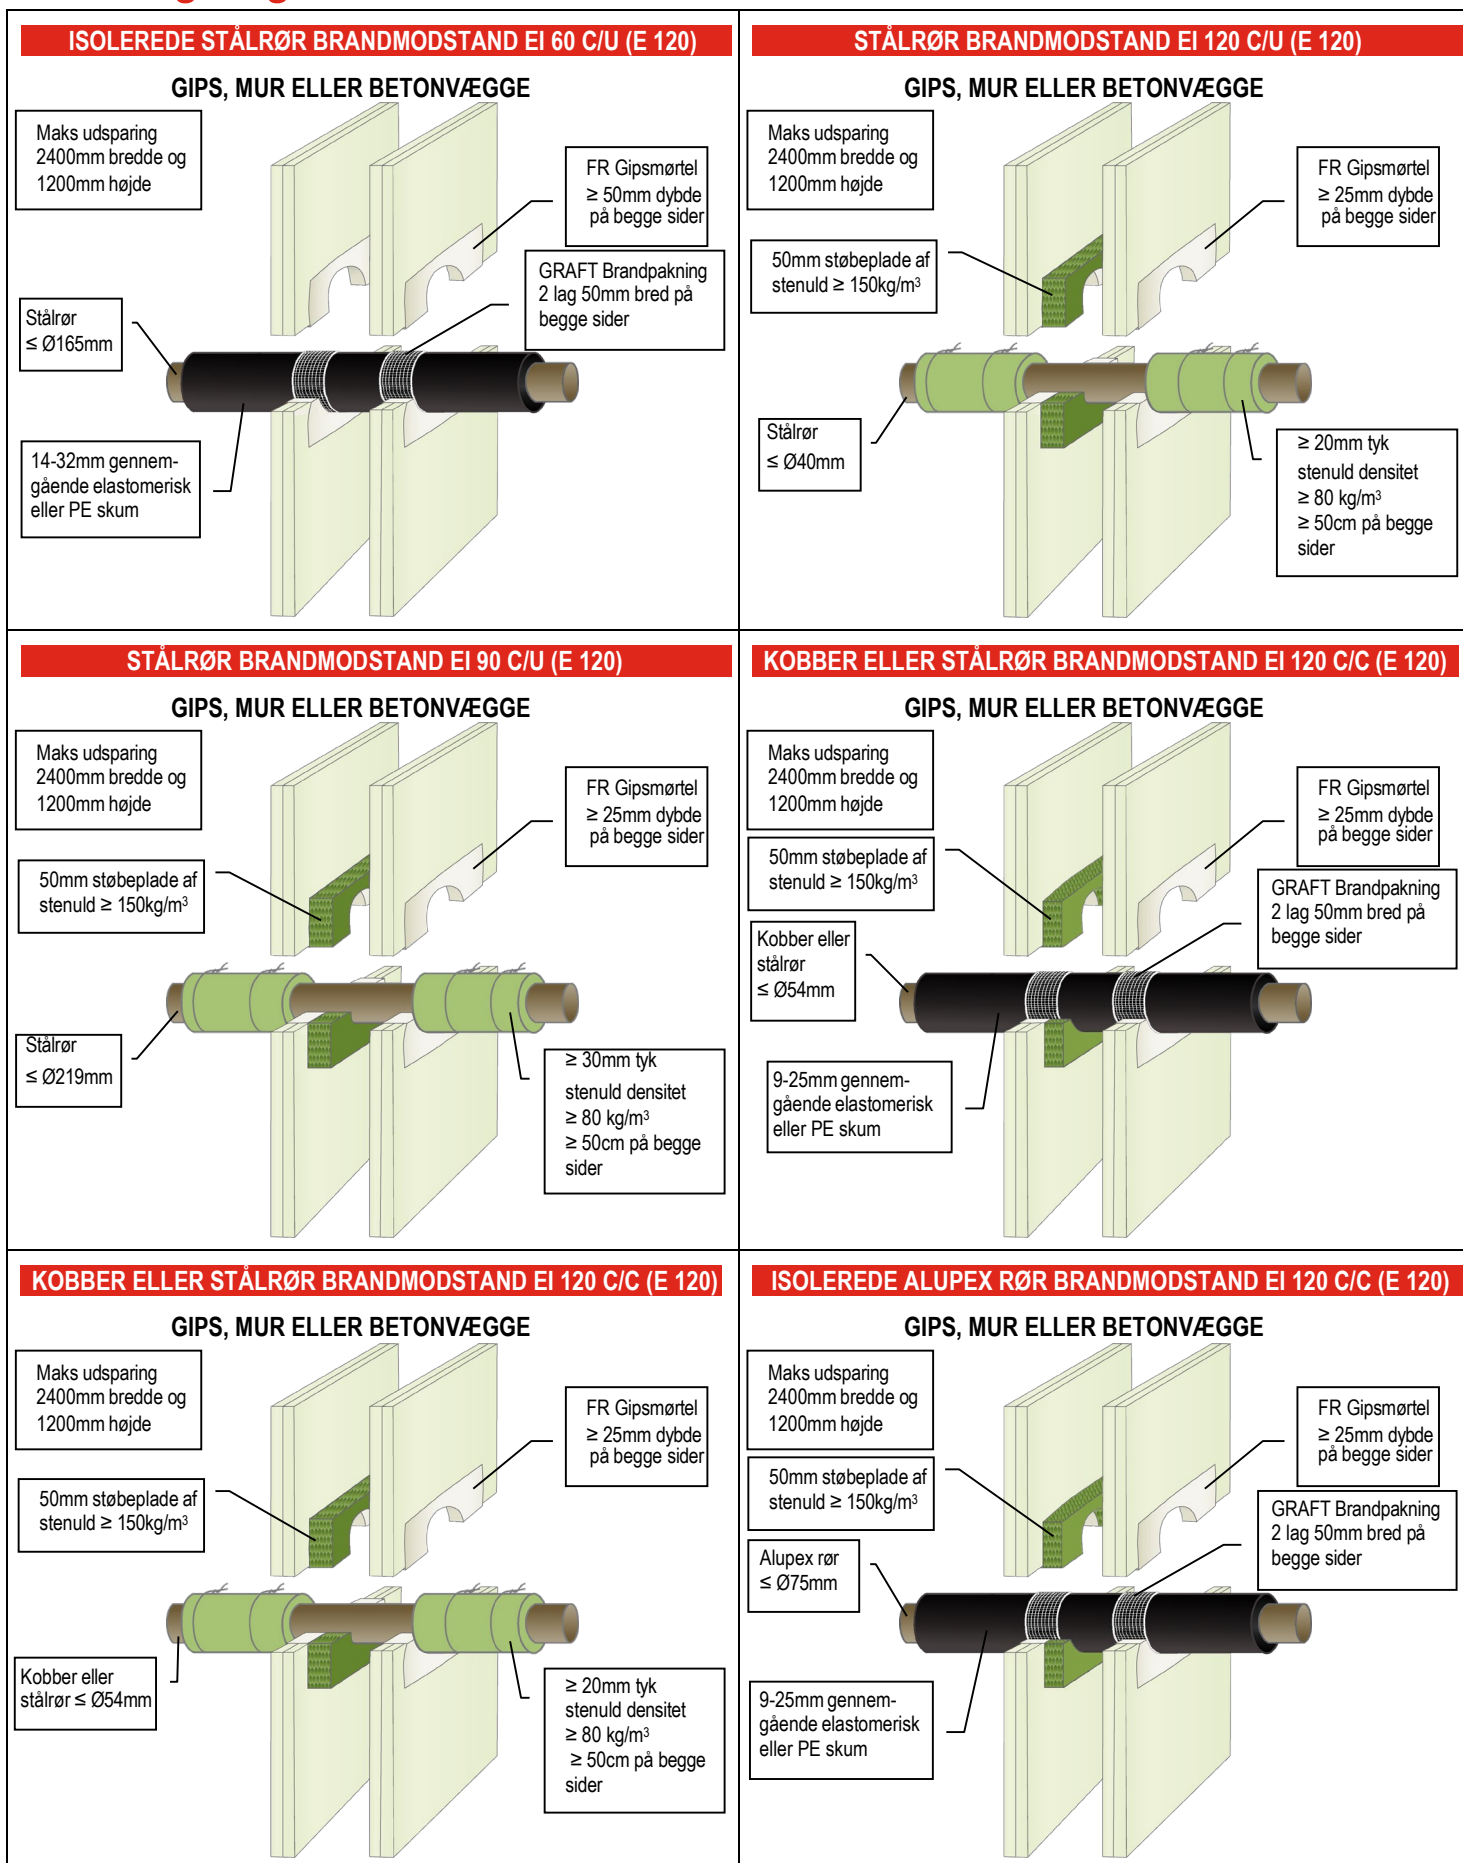 ISOLEREDE STÅLRØR BRANDMODSTAND EI 60 C/U (E 120)
GIPS, MUR ELLER BETONVÆGGE
Maks udsparing
2400mm bredde og
1200mm højde
FR Gipsmørtel
≥ 50mm dybde
på begge sider
GRAFT Brandpakning
2 lag 50mm bred på
begge sider
Stålrør
≤ Ø165mm
14-32mm gennem-
gående elastomerisk
eller PE skum
STÅLRØR BRANDMODSTAND EI 120 C/U (E 120)
GIPS, MUR ELLER BETONVÆGGE
Maks udsparing
2400mm bredde og
1200mm højde
FR Gipsmørtel
≥ 25mm dybde
på begge sider
50mm støbeplade af
stenuld ≥ 150kg/m³
Stålrør
≤ Ø40mm
≥ 20mm tyk
stenuld densitet
≥ 80 kg/m³
≥ 50cm på begge
sider
STÅLRØR BRANDMODSTAND EI 90 C/U (E 120)
GIPS, MUR ELLER BETONVÆGGE
Maks udsparing
2400mm bredde og
1200mm højde
FR Gipsmørtel
≥ 25mm dybde
på begge sider
50mm støbeplade af
stenuld ≥ 150kg/m³
Stålrør
≤ Ø219mm
≥ 30mm tyk
stenuld densitet
≥ 80 kg/m³
≥ 50cm på begge
sider
KOBBER ELLER STÅLRØR BRANDMODSTAND EI 120 C/C (E 120)
GIPS, MUR ELLER BETONVÆGGE
Maks udsparing
2400mm bredde og
1200mm højde
FR Gipsmørtel
≥ 25mm dybde
på begge sider
50mm støbeplade af
stenuld ≥ 150kg/m³
GRAFT Brandpakning
2 lag 50mm bred på
begge sider
Kobber eller
stålrør
≤ Ø54mm
9-25mm gennem-
gående elastomerisk
eller PE skum
KOBBER ELLER STÅLRØR BRANDMODSTAND EI 120 C/C (E 120)
GIPS, MUR ELLER BETONVÆGGE
Maks udsparing
2400mm bredde og
1200mm højde
FR Gipsmørtel
≥ 25mm dybde
på begge sider
50mm støbeplade af
stenuld ≥ 150kg/m³
Kobber eller
stålrør ≤ Ø54mm
≥ 20mm tyk
stenuld densitet
≥ 80 kg/m³
≥ 50cm på begge
sider
ISOLEREDE ALUPEX RØR BRANDMODSTAND EI 120 C/C (E 120)
GIPS, MUR ELLER BETONVÆGGE
Maks udsparing
2400mm bredde og
1200mm højde
FR Gipsmørtel
≥ 25mm dybde
på begge sider
50mm støbeplade af
stenuld ≥ 150kg/m³
GRAFT Brandpakning
2 lag 50mm bred på
begge sider
Alupex rør
≤ Ø75mm
9-25mm gennem-
gående elastomerisk
eller PE skum